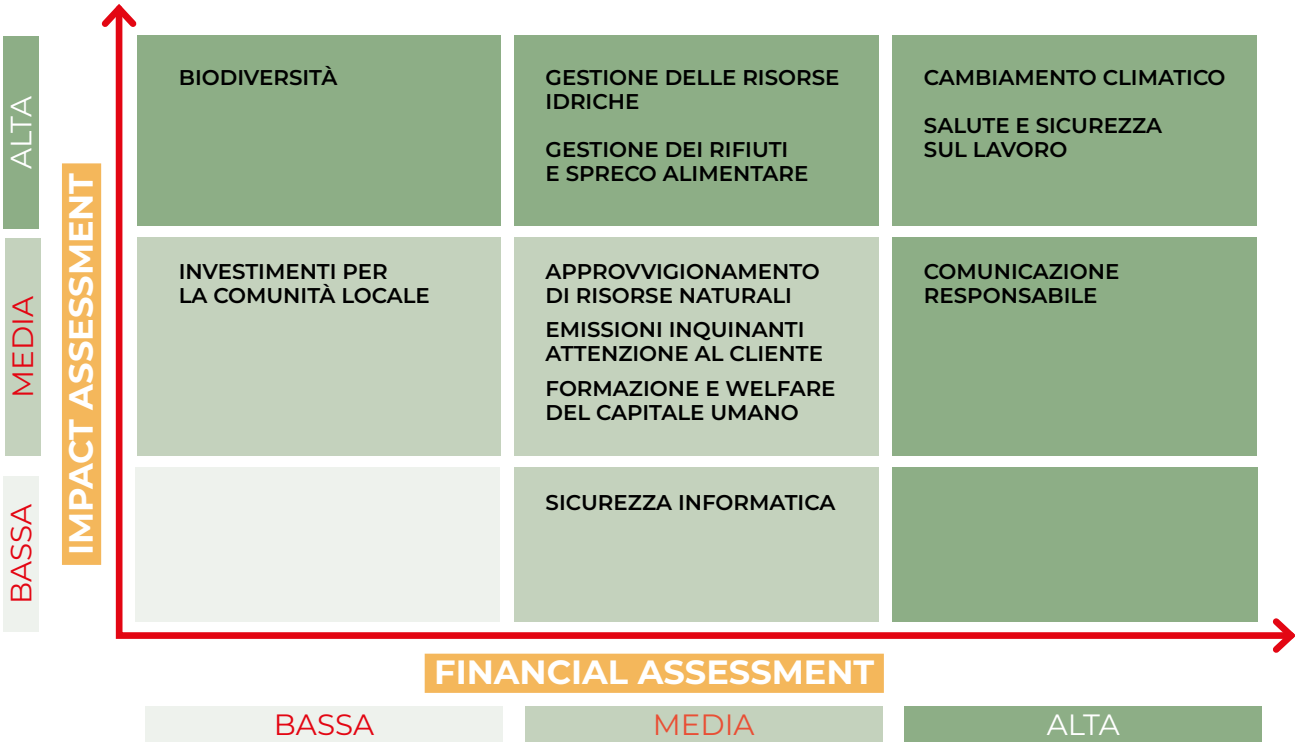 ALTA
BIODIVERSITÀ
GESTIONE DELLE RISORSE
IDRICHE
GESTIONE DEI RIFIUTI
E SPRECO ALIMENTARE
CAMBIAMENTO CLIMATICO
SALUTE E SICUREZZA
SUL LAVORO
IMPACT ASSESSMENT
MEDIA
INVESTIMENTI PER
LA COMUNITÀ LOCALE
APPROVVIGIONAMENTO
DI RISORSE NATURALI
EMISSIONI INQUINANTI
ATTENZIONE AL CLIENTE
FORMAZIONE E WELFARE
DEL CAPITALE UMANO
COMUNICAZIONE
RESPONSABILE
BASSA
SICUREZZA INFORMATICA
FINANCIAL ASSESSMENT
BASSA
MEDIA
ALTA